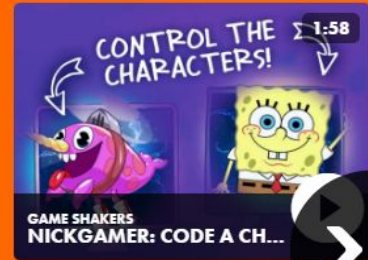 CONTROL THE
CHARACTERS!
1:58
GAME SHAKERS
NICKGAMER: CODE A CH...